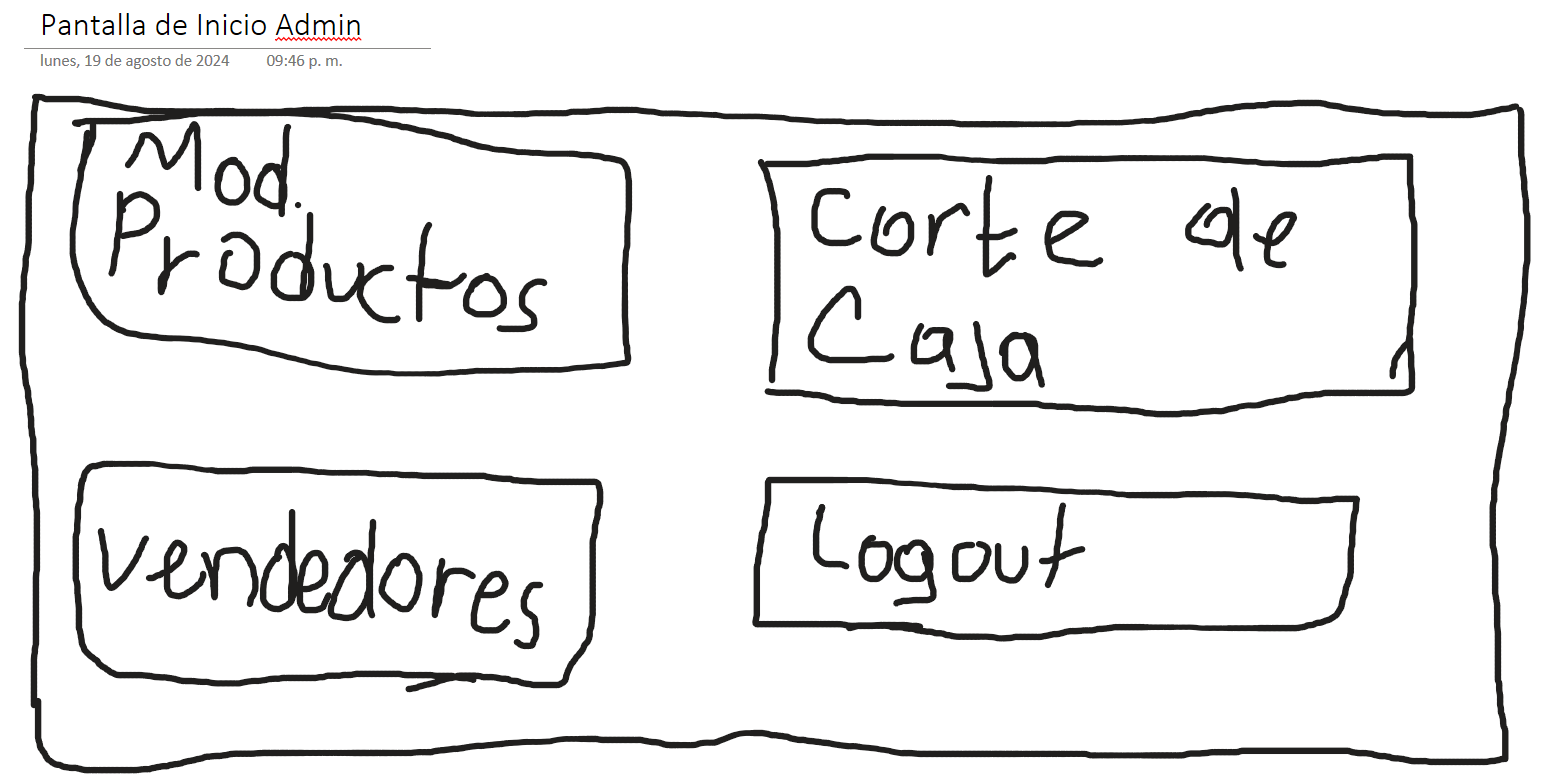 Pantalla de Inicio Admin
lunes, 19 de agosto de 2024 09:46 p. m.
Mod.
Productos
Corte de
Caja
vendedores
Logout